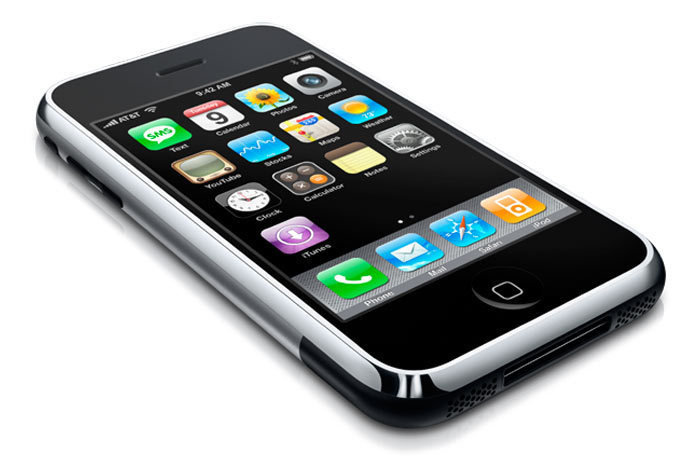 AT&T 9:42 AM
SMS Tuesday 9
Text Calendar Photos Camera
73°
YouTube Stocks Maps Weather
Clock Calculator Notes Settings
iTunes
Phone Mail Safari iPod